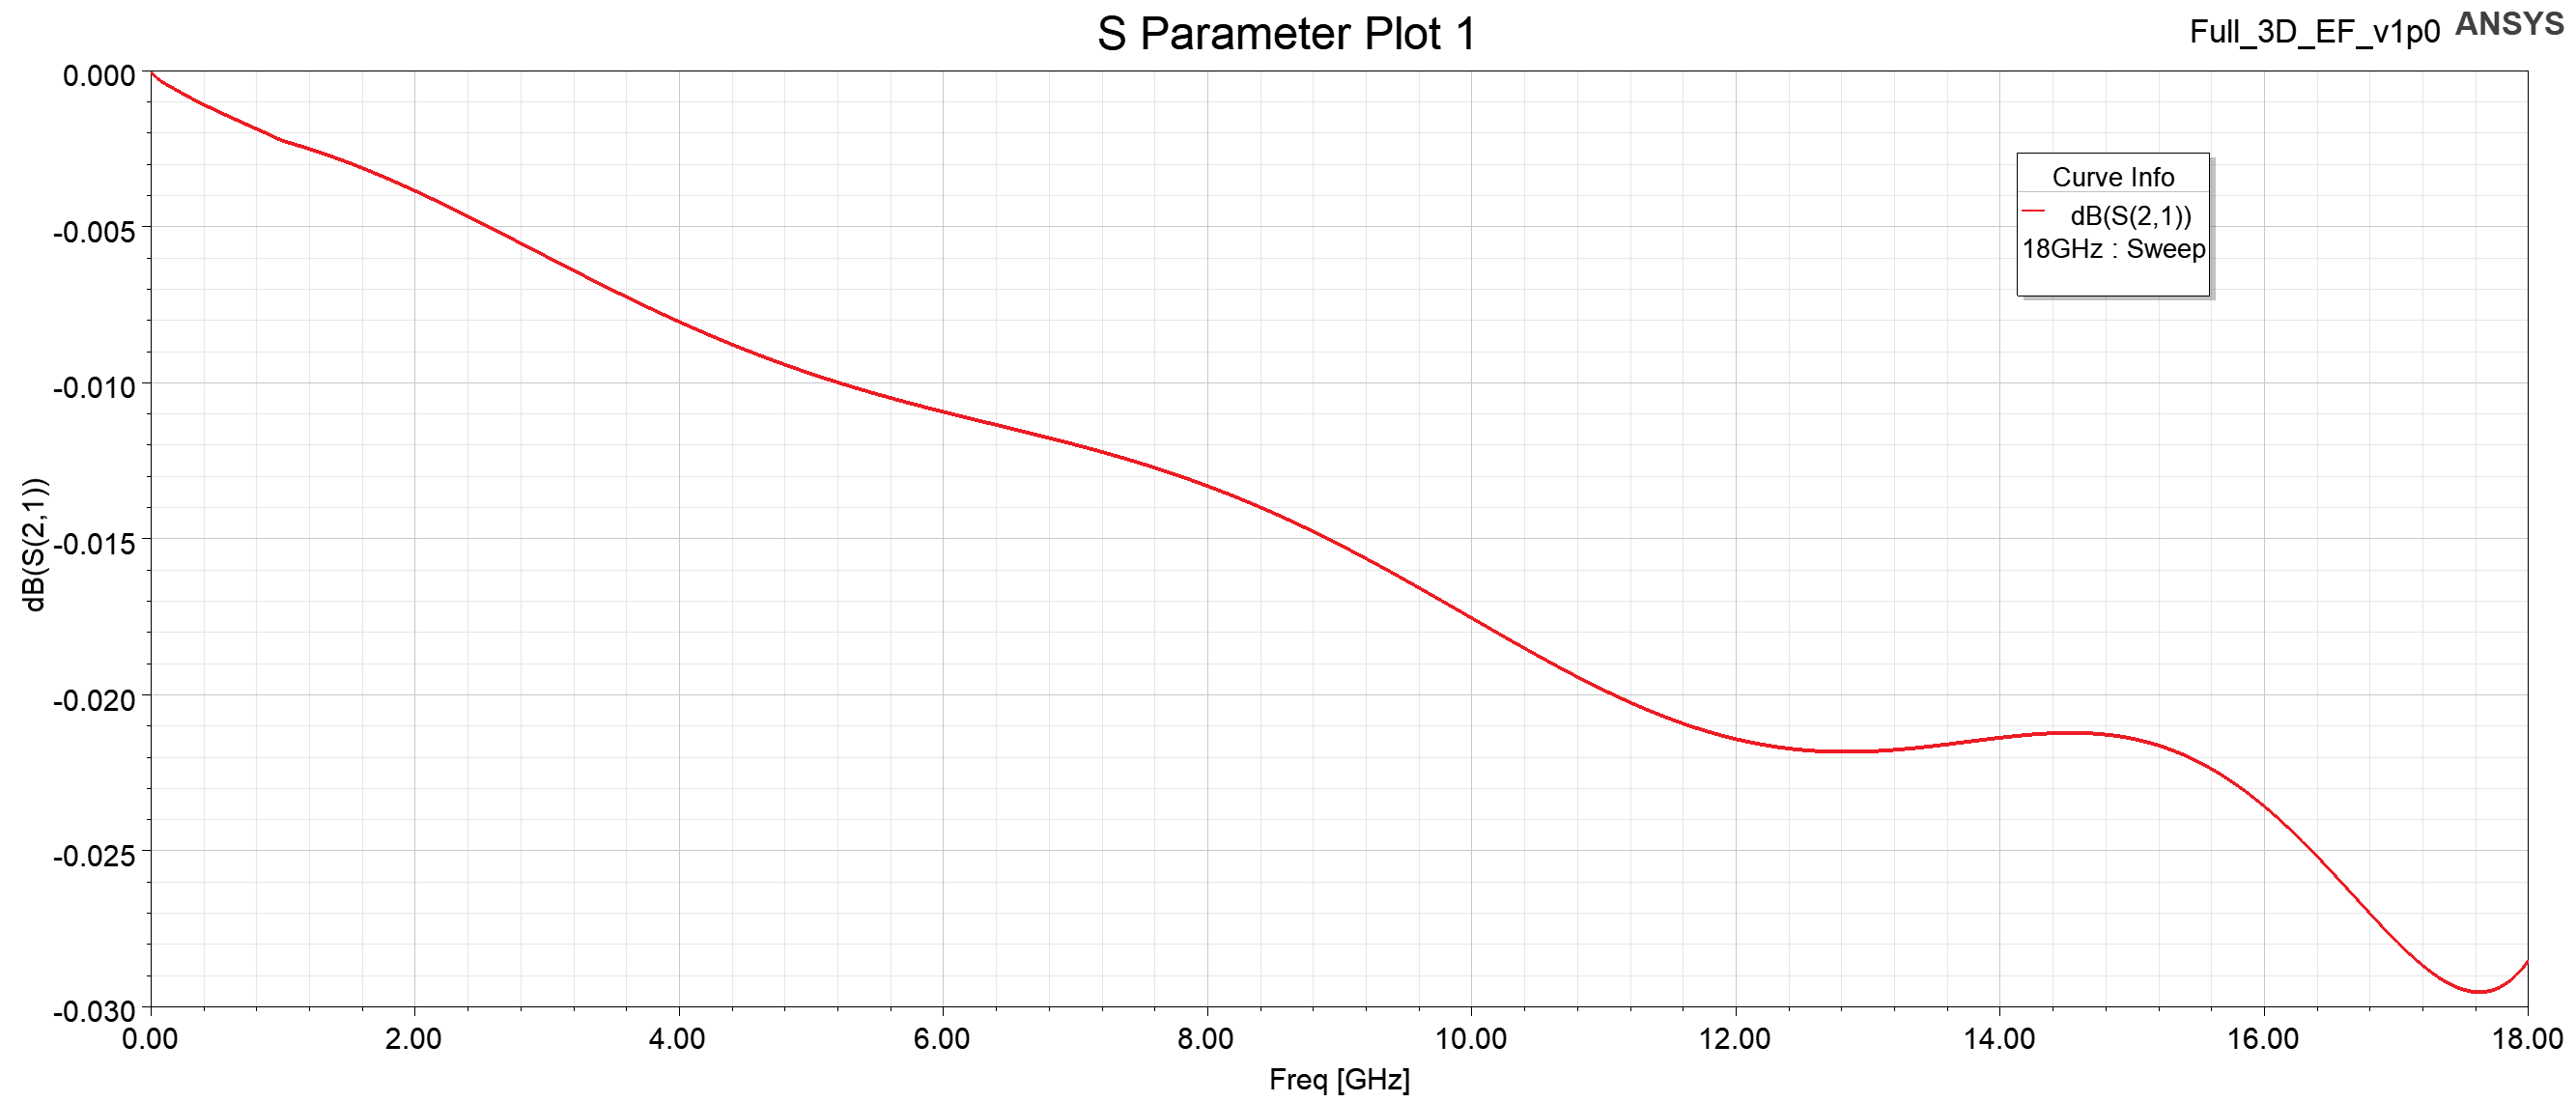 S Parameter Plot 1
Full_3D_EF_v1p0 ANSYS
0.000
-0.005
-0.010
-0.015
-0.020
-0.025
-0.030
dB(S(2,1))
Curve Info
dB(S(2,1))
18GHz : Sweep
0.00 2.00 4.00 6.00 8.00 10.00 12.00 14.00 16.00 18.00
Freq [GHz]